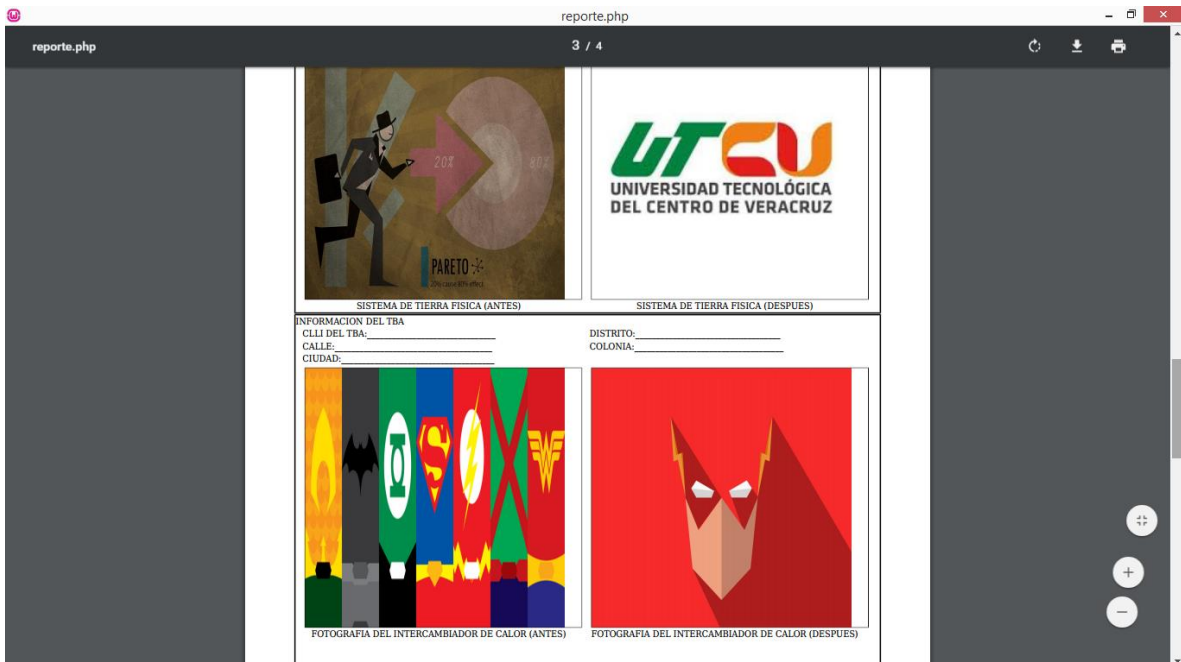 reporte.php
reporte.php
3 / 4
20%
80%
PARETO
UTCV
UNIVERSIDAD TECNOLÓGICA
DEL CENTRO DE VERACRUZ
SISTEMA DE TIERRA FISICA (ANTES)
SISTEMA DE TIERRA FISICA (DESPUES)
INFORMACION DEL TBA
CLLI DEL TBA:
DISTRITO:
CALLE:
COLONIA:
CIUDAD:
S
W
FOTOGRAFIA DEL INTERCAMBIADOR DE CALOR (ANTES)
FOTOGRAFIA DEL INTERCAMBIADOR DE CALOR (DESPUES)